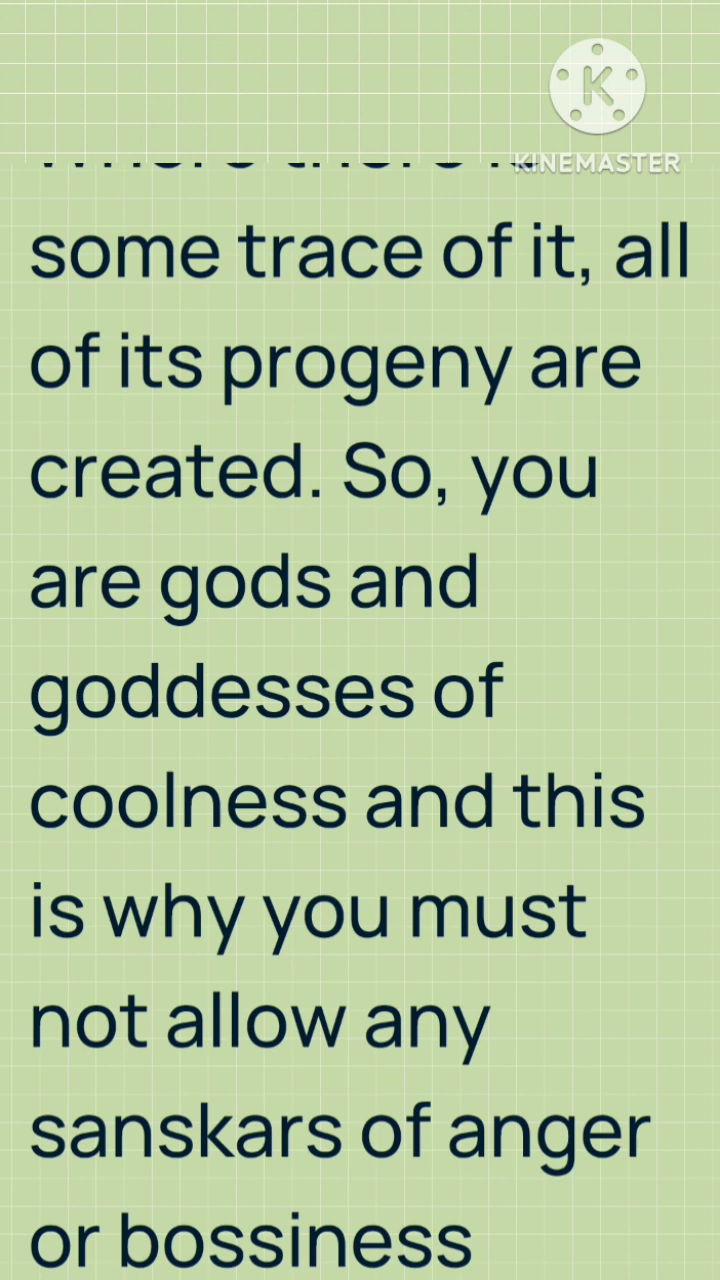 KINEMASTER
some trace of it, all
of its progeny are
created. So, you
are gods and
goddesses of
coolness and this
is why you must
not allow any
sanskars of anger
or bossiness